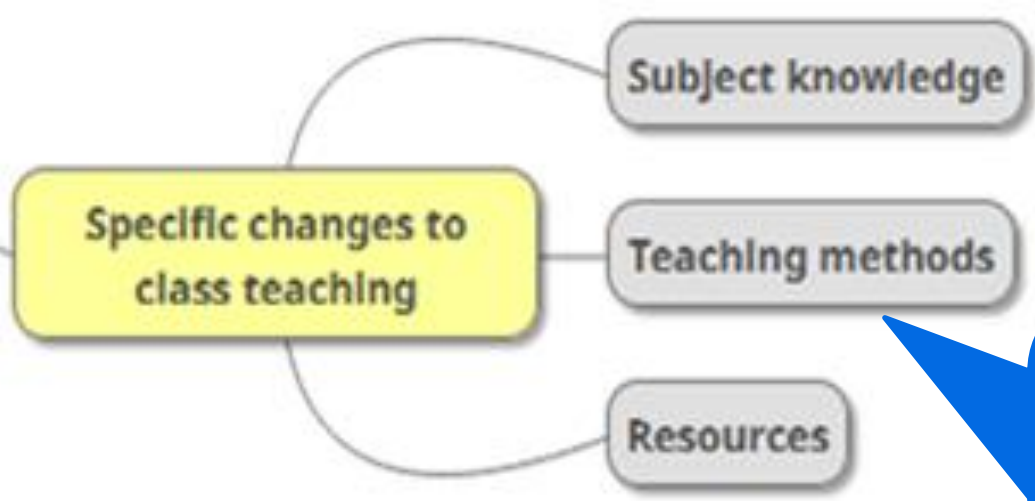 Subject knowledge
Specific changes to
class teaching
Teaching methods
Resources